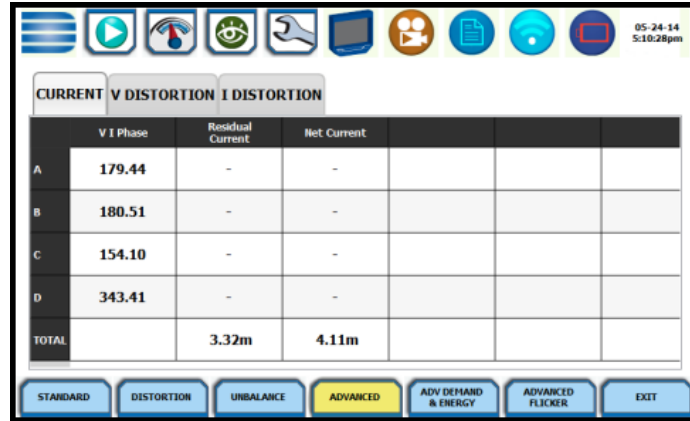 05-24-14
5:10:28pm
CURRENT V DISTORTION I DISTORTION
V I Phase Residual Current Net Current
A 179.44 - -
B 180.51 - -
C 154.10 - -
D 343.41 - -
TOTAL 3.32m 4.11m
STANDARD DISTORTION UNBALANCE ADVANCED ADV DEMAND & ENERGY ADVANCED FLICKER EXIT